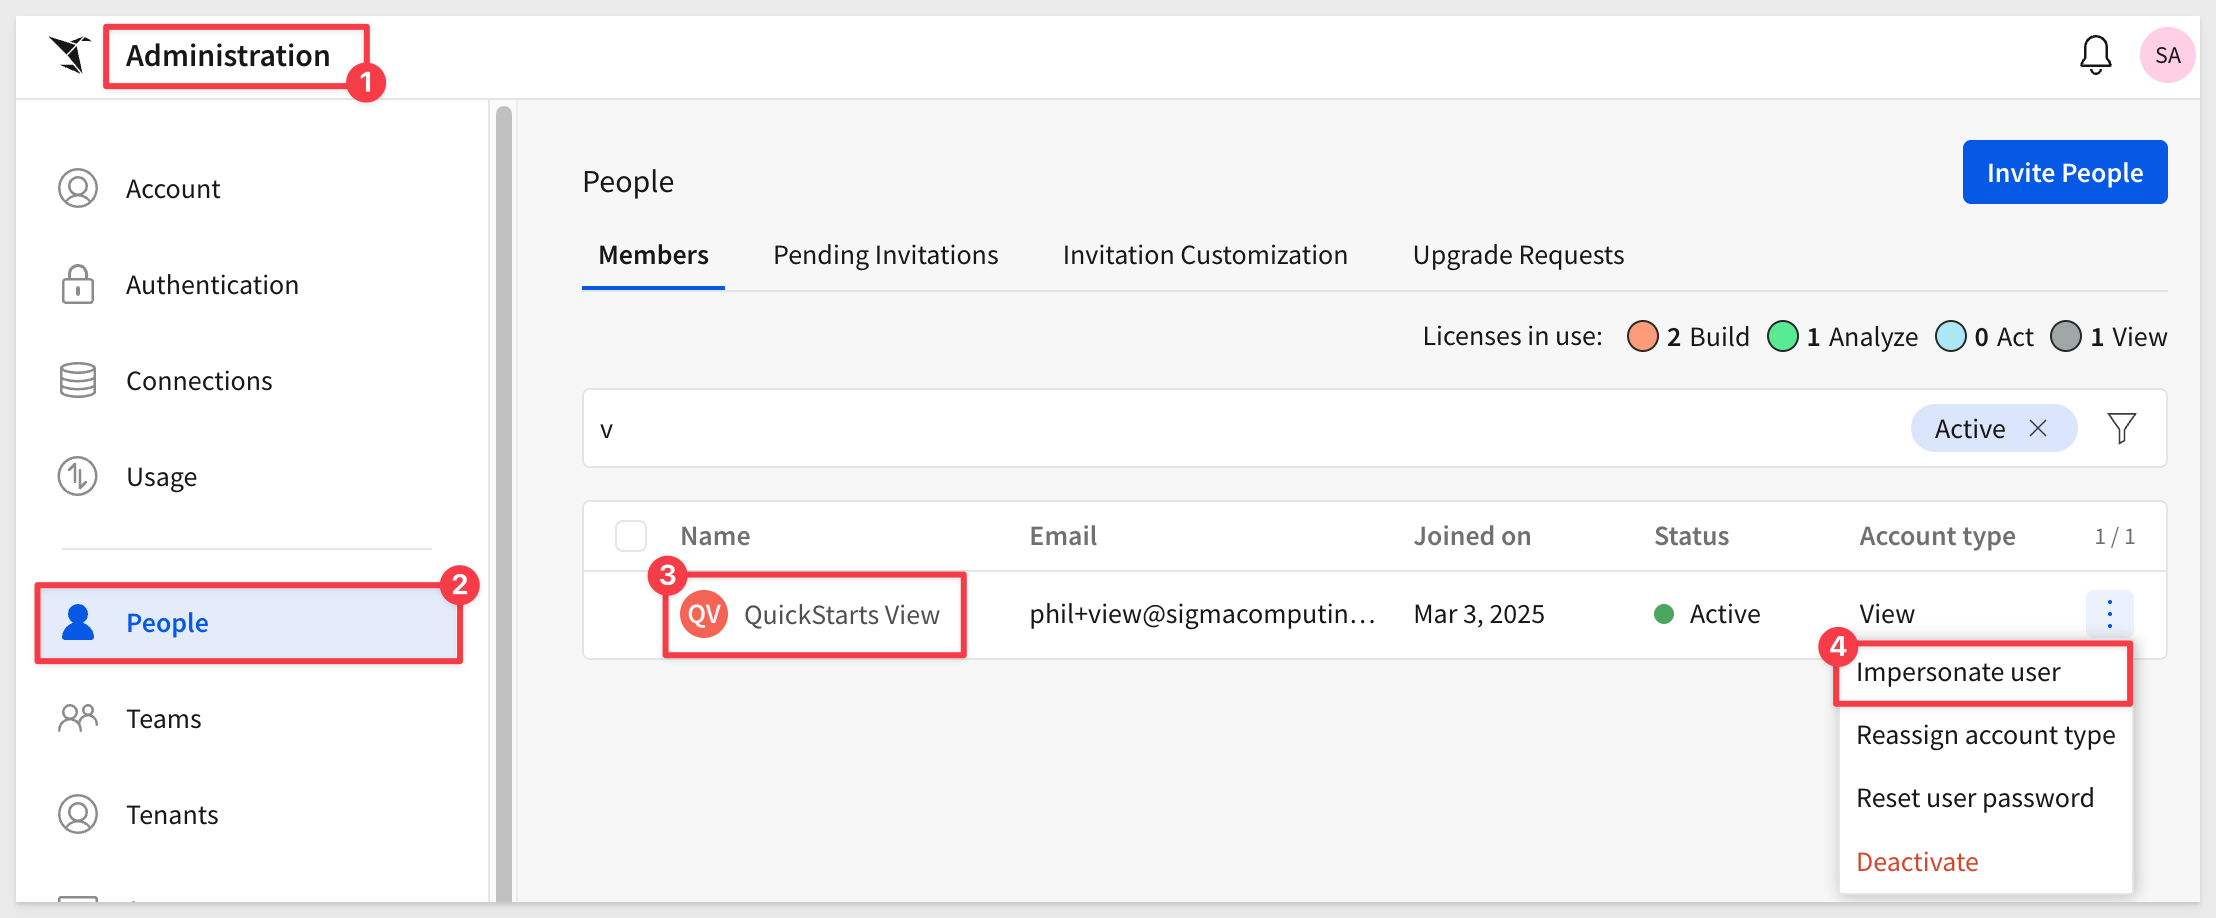 Administration
1
SA
Account
Authentication
Connections
Usage
2
People
Teams
Tenants
People
Invite People
Members Pending Invitations Invitation Customization Upgrade Requests
Licenses in use: 2 Build 1 Analyze 0 Act 1 View
v Active
Name Email Joined on Status Account type 1 / 1
3
QV QuickStarts View phil+view@sigmacomputin... Mar 3, 2025 Active View
4
Impersonate user
Reassign account type
Reset user password
Deactivate